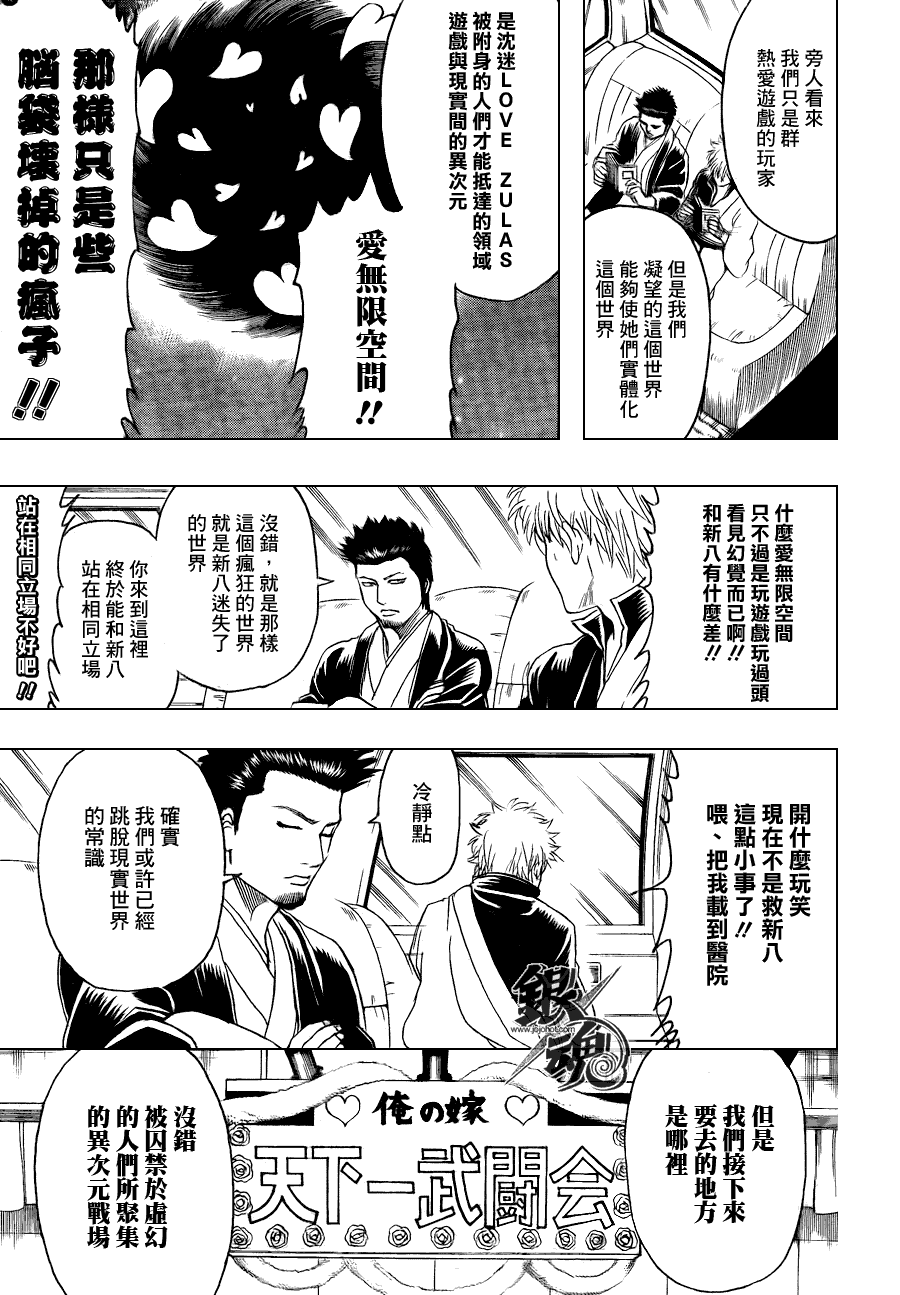 旁人看來
我們只是群
熱愛遊戲的玩家
但是我們
凝望的這個世界
能夠使她們實體化
這個世界
是沈迷LOVE ZULAS
被附身的人們才能抵達的領域
遊戲與現實間的異次元
愛無限空間!!
那樣只是些
腦袋壞掉的瘋子!!
什麼愛無限空間
只不過是玩遊戲玩過頭
看見幻覺而已啊!!
和新八有什麼差!!
沒錯，就是那樣
這個瘋狂的世界
就是新八迷失了
的世界
你來到這裡
終於能和新八
站在相同立場
站在相同立場不好吧!!
開什麼玩笑
現在不是救新八
這點小事了!!
喂、把我載到醫院
冷靜點
確實
我們或許已經
跳脫現實世界
的常識
銀魂
www.jojohot.com
但是
我們接下來
要去的地方
是哪裡
俺の嫁
天下一武闘会
沒錯
被囚禁於虛幻
的人們所聚集
的異次元戰場